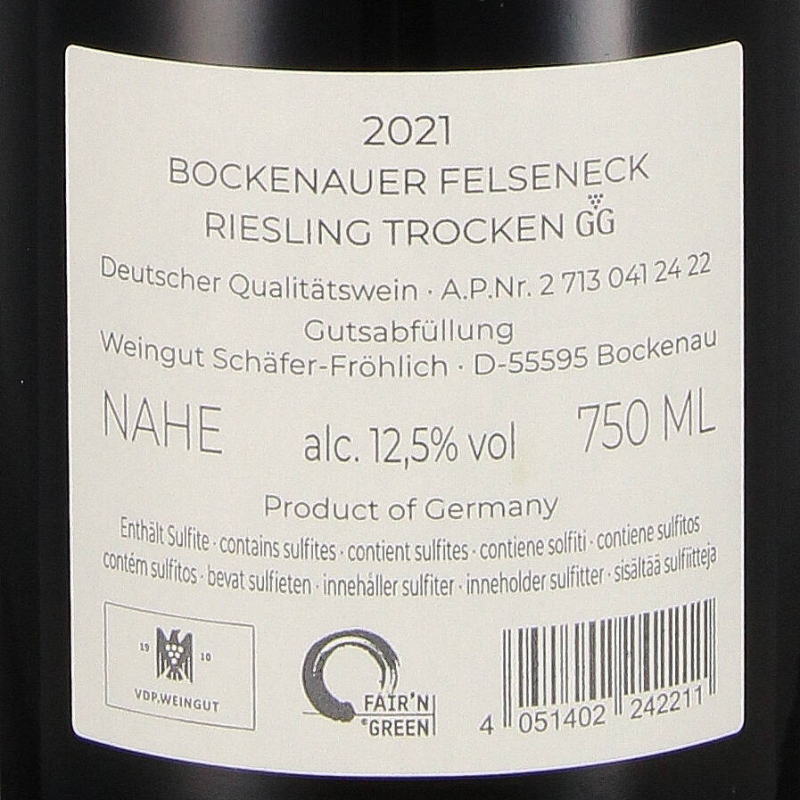 2021
BOCKENAUER FELSENECK
RIESLING TROCKEN GG
Deutscher Qualitätswein · A.P.Nr. 2 713 041 24 22
Gutsabfüllung
Weingut Schäfer-Fröhlich · D-55595 Bockenau
NAHE alc. 12,5% vol 750 ML
Product of Germany
Enthält Sulfite · contains sulfites · contient sulfites · contiene solfiti · contiene sulfitos
contém sulfitos · bevat sulfieten · innehåller sulfiter · inneholder sulfitter · sisältää sulfiitteja
19 10
VDP.WEINGUT
FAIR'N
GREEN
4 051402 242211